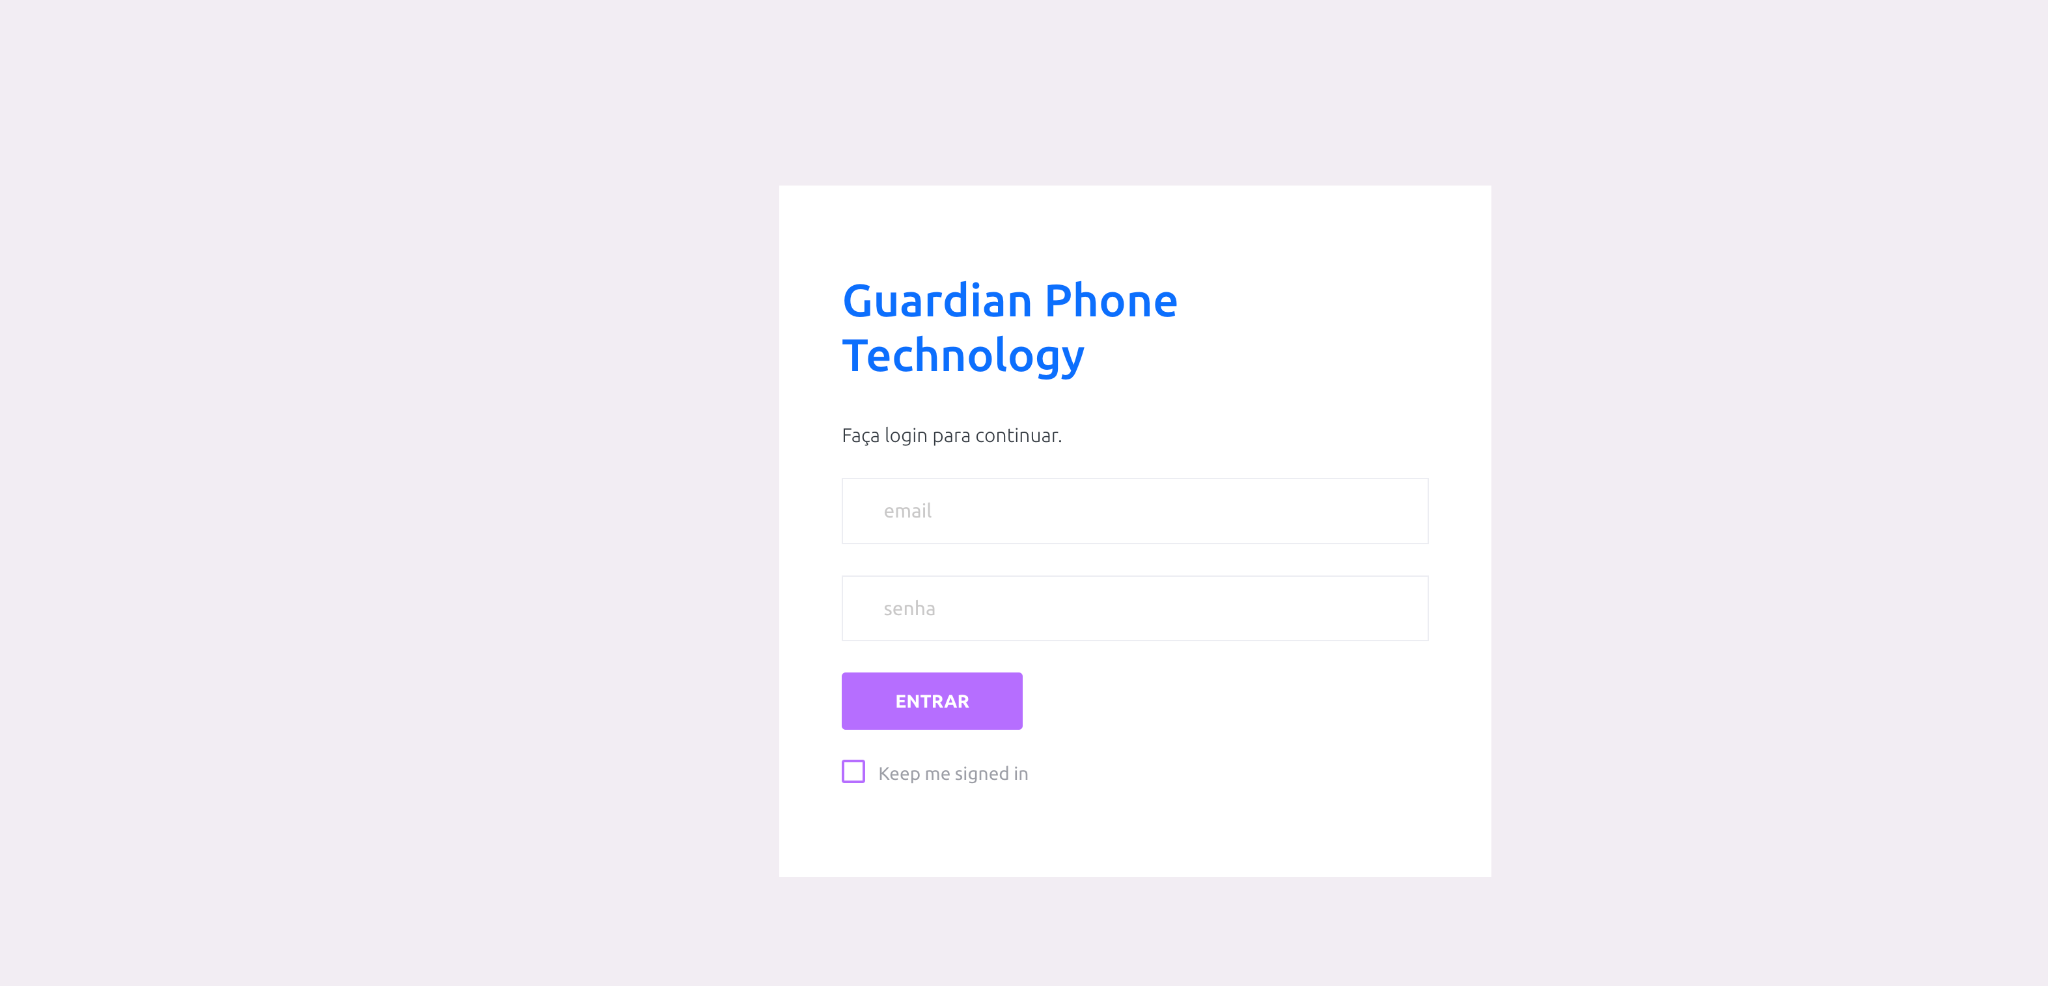 Guardian Phone
Technology
Faça login para continuar.
email
senha
ENTRAR
Keep me signed in